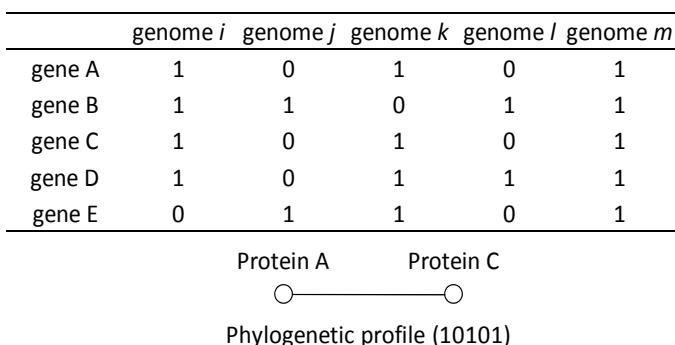 genome i genome j genome k genome l genome m
gene A 1 0 1 0 1
gene B 1 1 0 1 1
gene C 1 0 1 0 1
gene D 1 0 1 1 1
gene E 0 1 1 0 1
Protein A Protein C
Phylogenetic profile (10101)